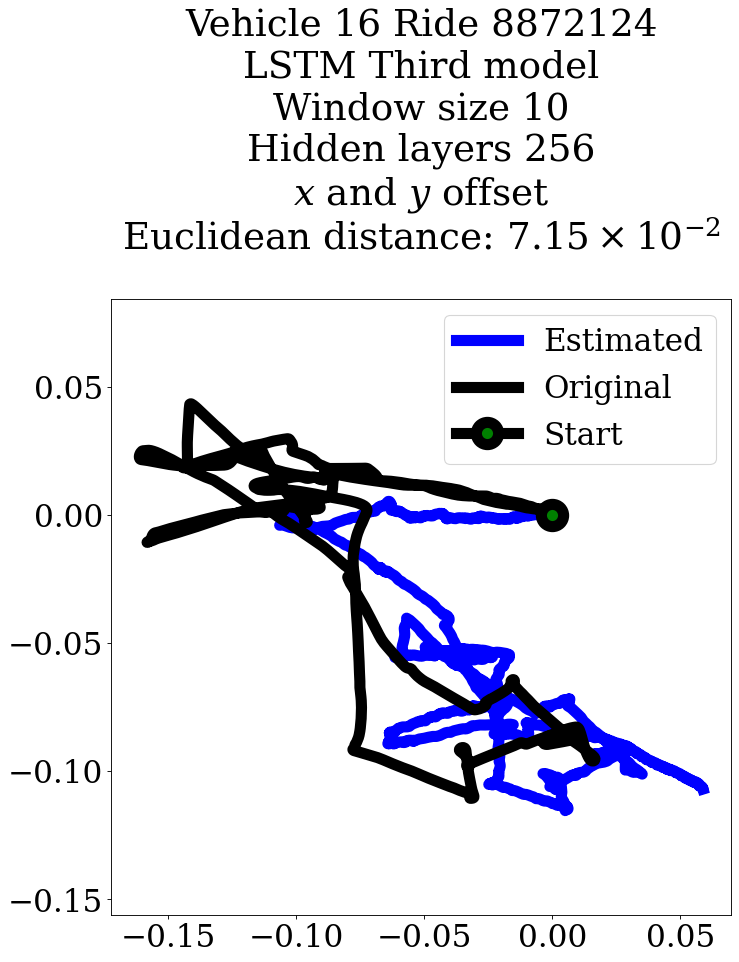 Vehicle 16 Ride 8872124
LSTM Third model
Window size 10
Hidden layers 256
x and y offset
Euclidean distance: 7.15 × 10⁻²
Estimated
Original
Start
0.05
0.00
−0.05
−0.10
−0.15
−0.15 −0.10 −0.05 0.00 0.05